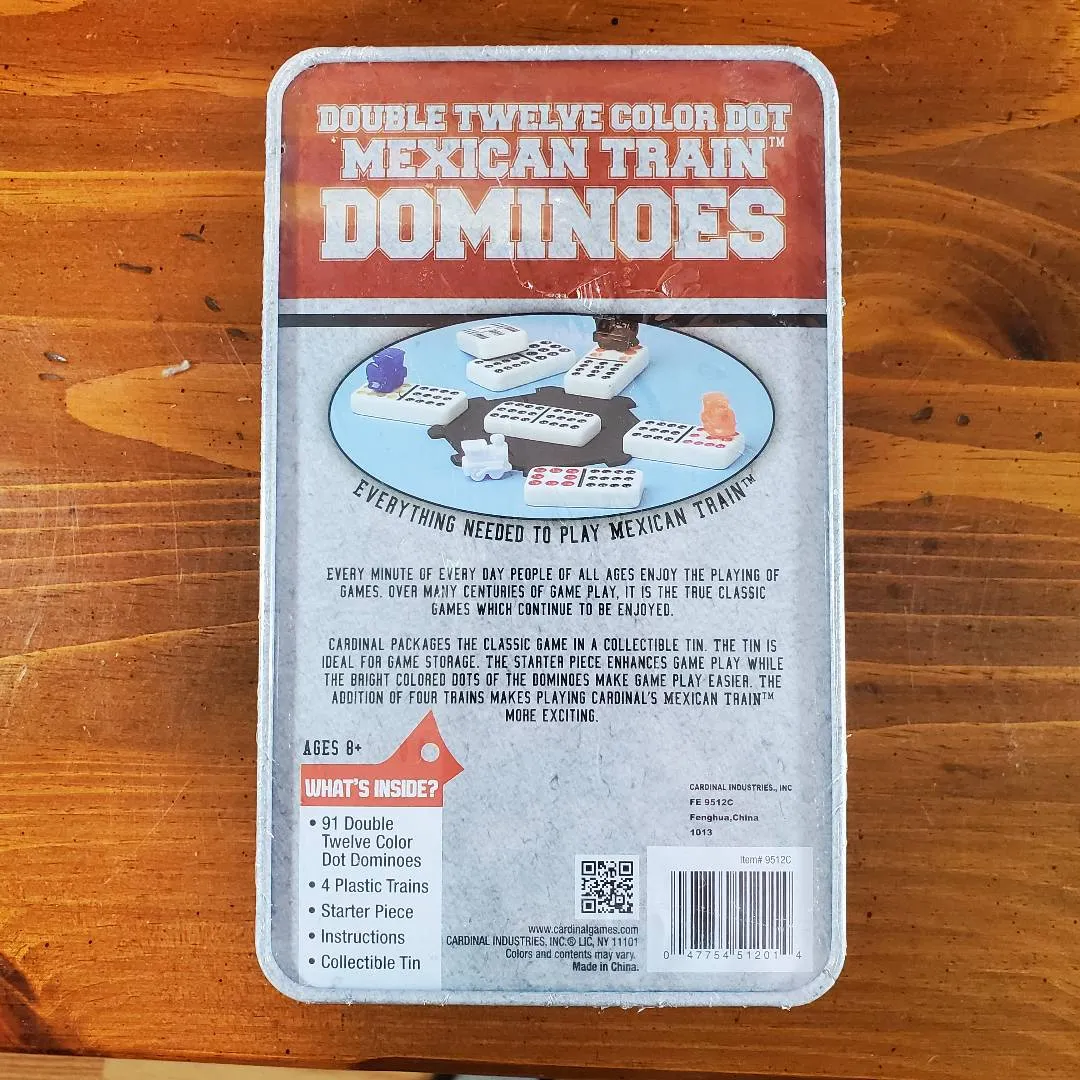 DOUBLE TWELVE COLOR DOT
MEXICAN TRAIN™
DOMINOES
EVERYTHING NEEDED TO PLAY MEXICAN TRAIN™
EVERY MINUTE OF EVERY DAY PEOPLE OF ALL AGES ENJOY THE PLAYING OF
GAMES. OVER MANY CENTURIES OF GAME PLAY, IT IS THE TRUE CLASSIC
GAMES WHICH CONTINUE TO BE ENJOYED.
CARDINAL PACKAGES THE CLASSIC GAME IN A COLLECTIBLE TIN. THE TIN IS
IDEAL FOR GAME STORAGE. THE STARTER PIECE ENHANCES GAME PLAY WHILE
THE BRIGHT COLORED DOTS OF THE DOMINOES MAKE GAME PLAY EASIER. THE
ADDITION OF FOUR TRAINS MAKES PLAYING CARDINAL'S MEXICAN TRAIN™
MORE EXCITING.
AGES 8+
WHAT'S INSIDE?
• 91 Double
Twelve Color
Dot Dominoes
• 4 Plastic Trains
• Starter Piece
• Instructions
• Collectible Tin
www.cardinalgames.com
CARDINAL INDUSTRIES, INC.® LIC, NY 11101
Colors and contents may vary.
Made in China.
CARDINAL INDUSTRIES., INC
FE 9512C
Fenghua,China
1013
Item# 9512C
0 47754 51201 4